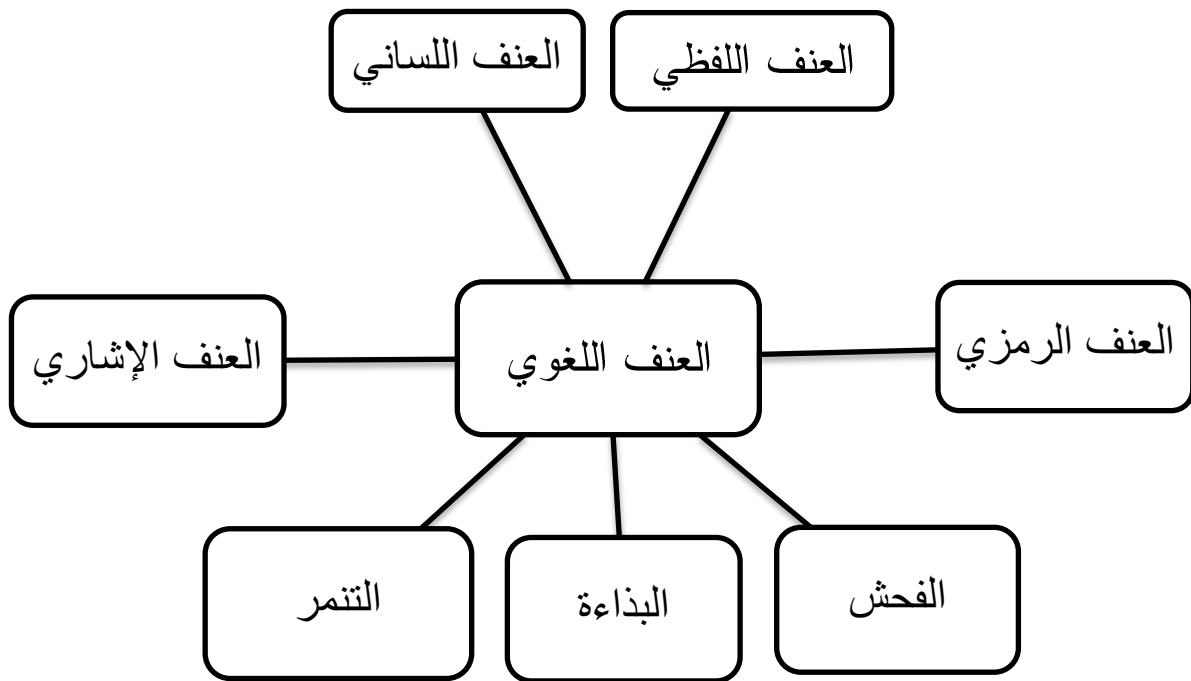 العنف اللفظي
العنف اللساني
العنف الرمزي
العنف اللغوي
العنف الإشاري
الفحش
البذاءة
التنمر